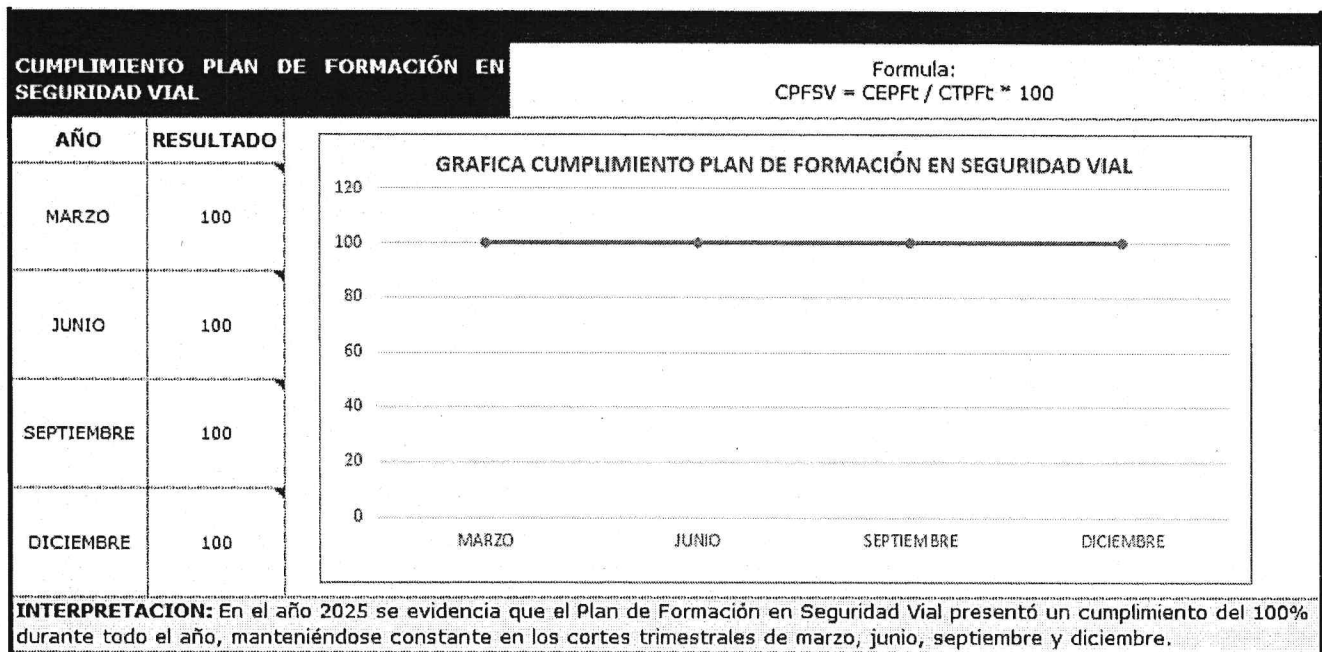 CUMPLIMIENTO PLAN DE FORMACIÓN EN
SEGURIDAD VIAL
Formula:
CPFSV = CEPFt / CTPFt * 100
AÑO RESULTADO
MARZO 100
JUNIO 100
SEPTIEMBRE 100
DICIEMBRE 100
GRAFICA CUMPLIMIENTO PLAN DE FORMACIÓN EN SEGURIDAD VIAL
120
100
80
60
40
20
0
MARZO JUNIO SEPTIEMBRE DICIEMBRE
INTERPRETACION: En el año 2025 se evidencia que el Plan de Formación en Seguridad Vial presentó un cumplimiento del 100%
durante todo el año, manteniéndose constante en los cortes trimestrales de marzo, junio, septiembre y diciembre.